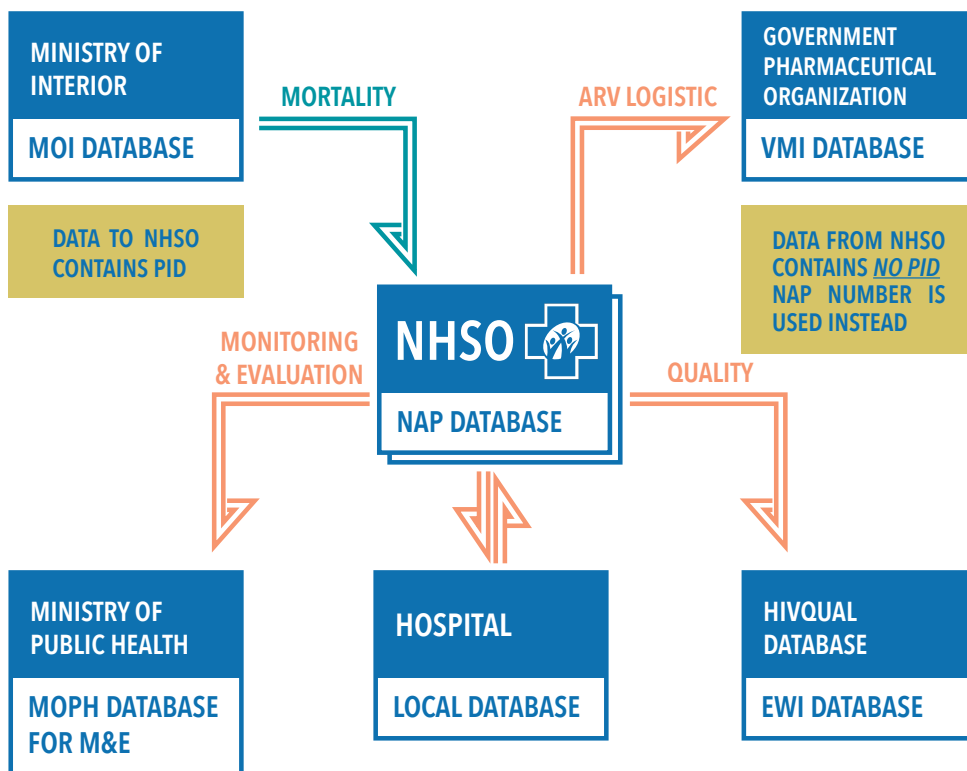 MINISTRY OF
INTERIOR
MOI DATABASE
MORTALITY
ARV LOGISTIC
GOVERNMENT
PHARMACEUTICAL
ORGANIZATION
VMI DATABASE
DATA TO NHSO
CONTAINS PID
DATA FROM NHSO
CONTAINS NO PID
NAP NUMBER IS
USED INSTEAD
MONITORING
& EVALUATION
NHSO
NAP DATABASE
QUALITY
MINISTRY OF
PUBLIC HEALTH
MOPH DATABASE
FOR M&E
HOSPITAL
LOCAL DATABASE
HIVQUAL
DATABASE
EWI DATABASE